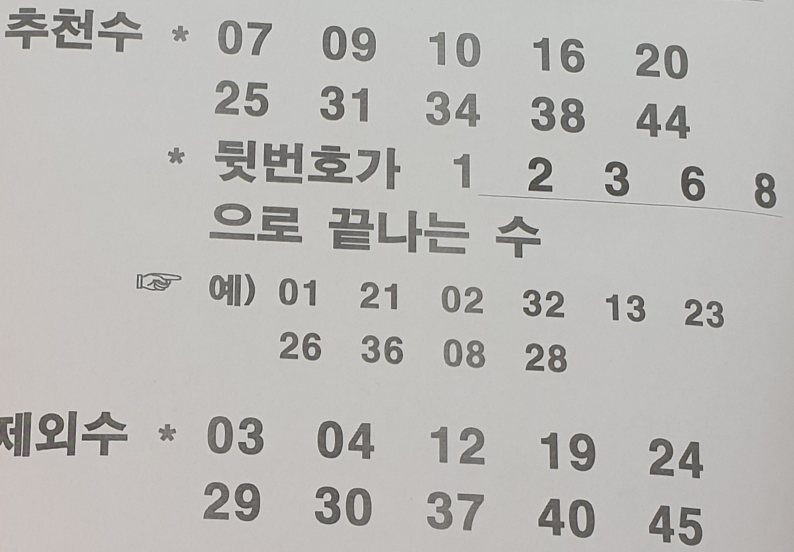 추천수 * 07 09 10 16 20
25 31 34 38 44
* 뒷번호가 1 2 3 6 8
으로 끝나는 수
☞ 예) 01 21 02 32 13 23
26 36 08 28
제외수 * 03 04 12 19 24
29 30 37 40 45